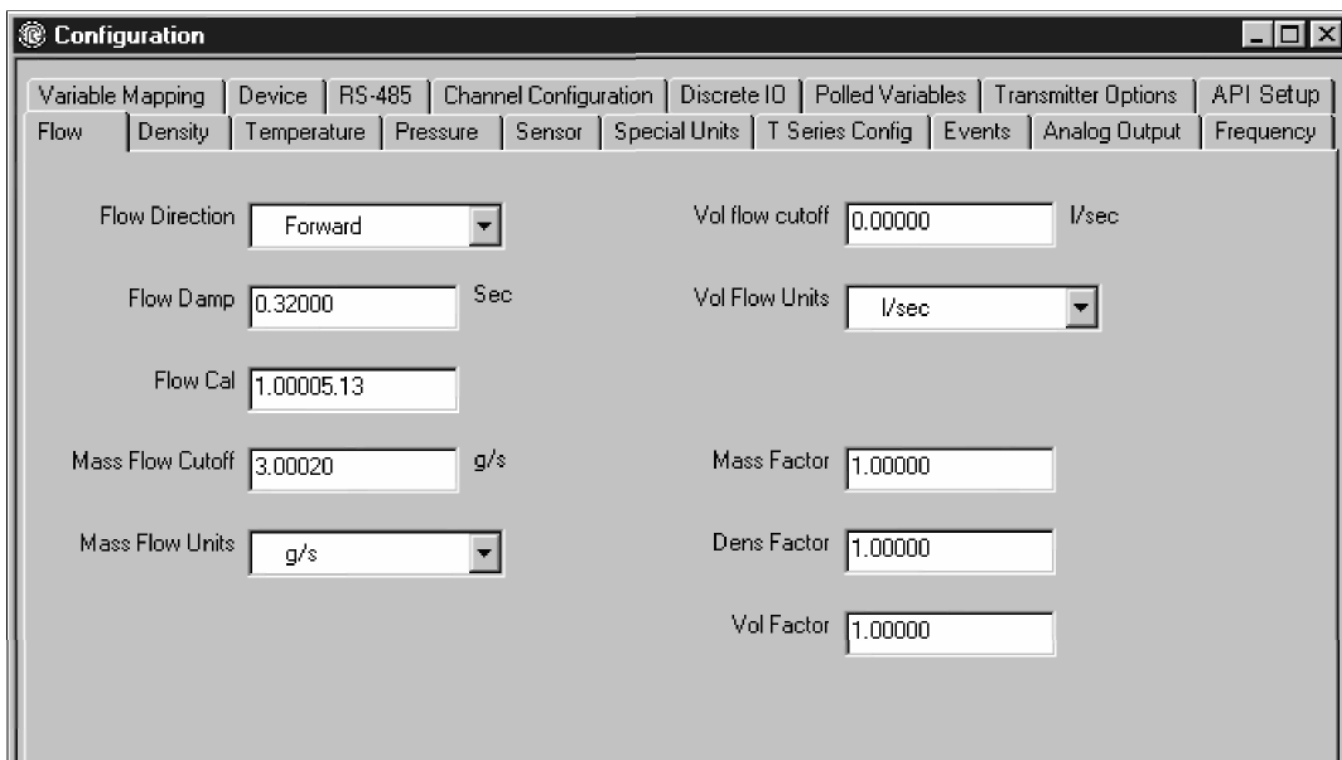 Configuration
Variable Mapping Device RS-485 Channel Configuration Discrete IO Polled Variables Transmitter Options API Setup
Flow Density Temperature Pressure Sensor Special Units T Series Config Events Analog Output Frequency
Flow Direction Forward Vol flow cutoff 0.00000 l/sec
Flow Damp 0.32000 Sec Vol Flow Units l/sec
Flow Cal 1.00005.13
Mass Flow Cutoff 3.00020 g/s Mass Factor 1.00000
Mass Flow Units g/s Dens Factor 1.00000
Vol Factor 1.00000